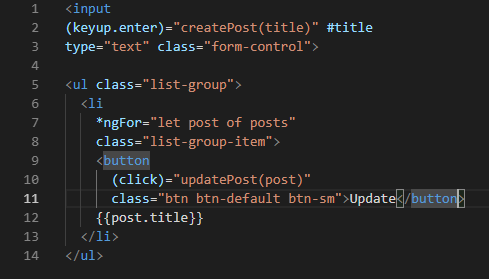 1 <input
2 (keyup.enter)="createPost(title)" #title
3 type="text" class="form-control">
4
5 <ul class="list-group">
6   <li
7     *ngFor="let post of posts"
8     class="list-group-item">
9     <button
10       (click)="updatePost(post)"
11       class="btn btn-default btn-sm">Update</button>
12     {{post.title}}
13   </li>
14 </ul>